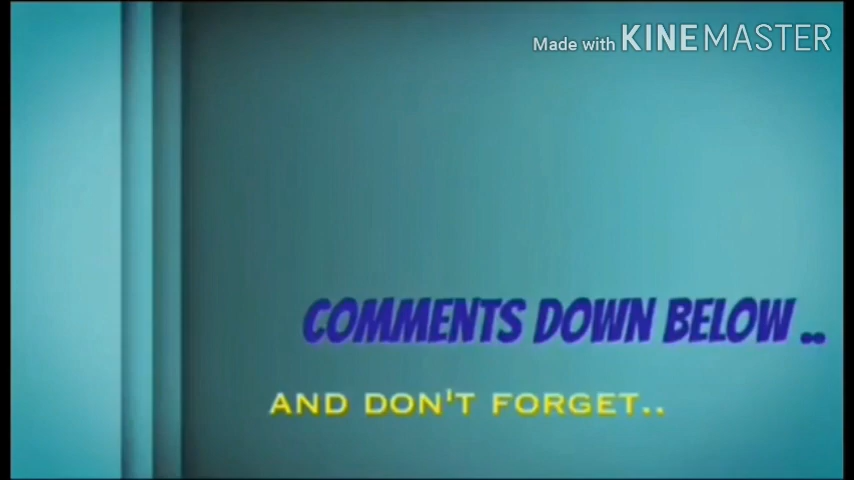 Made with KINEMASTER
COMMENTS DOWN BELOW ..
AND DON'T FORGET..